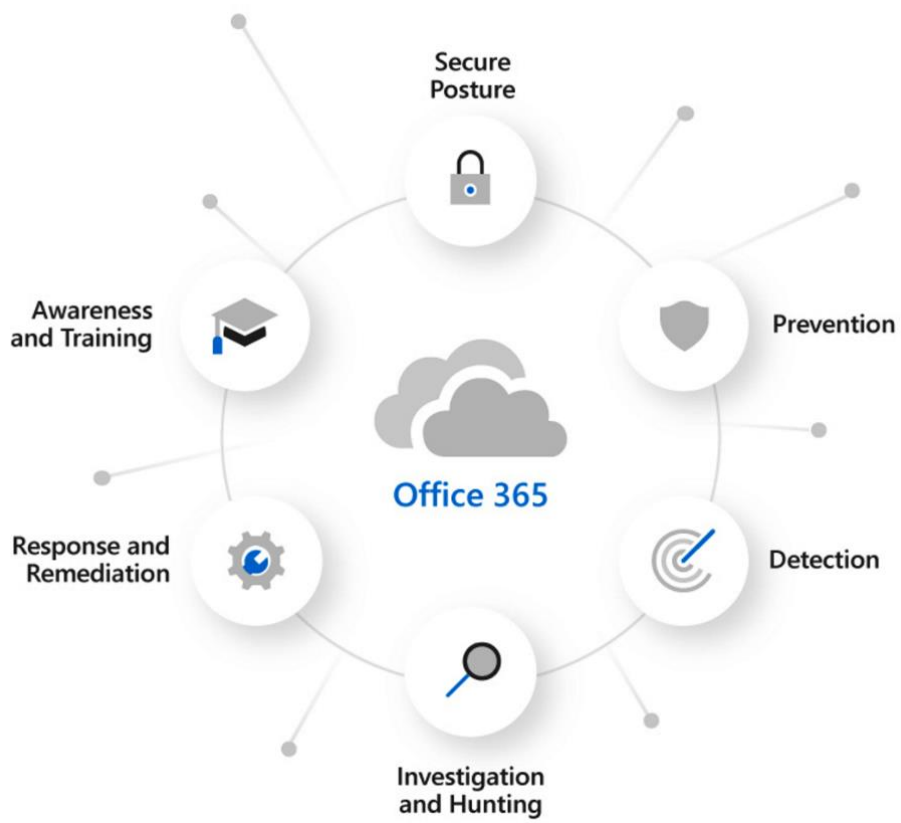 Secure
Posture
Prevention
Detection
Investigation
and Hunting
Response and
Remediation
Awareness
and Training
Office 365